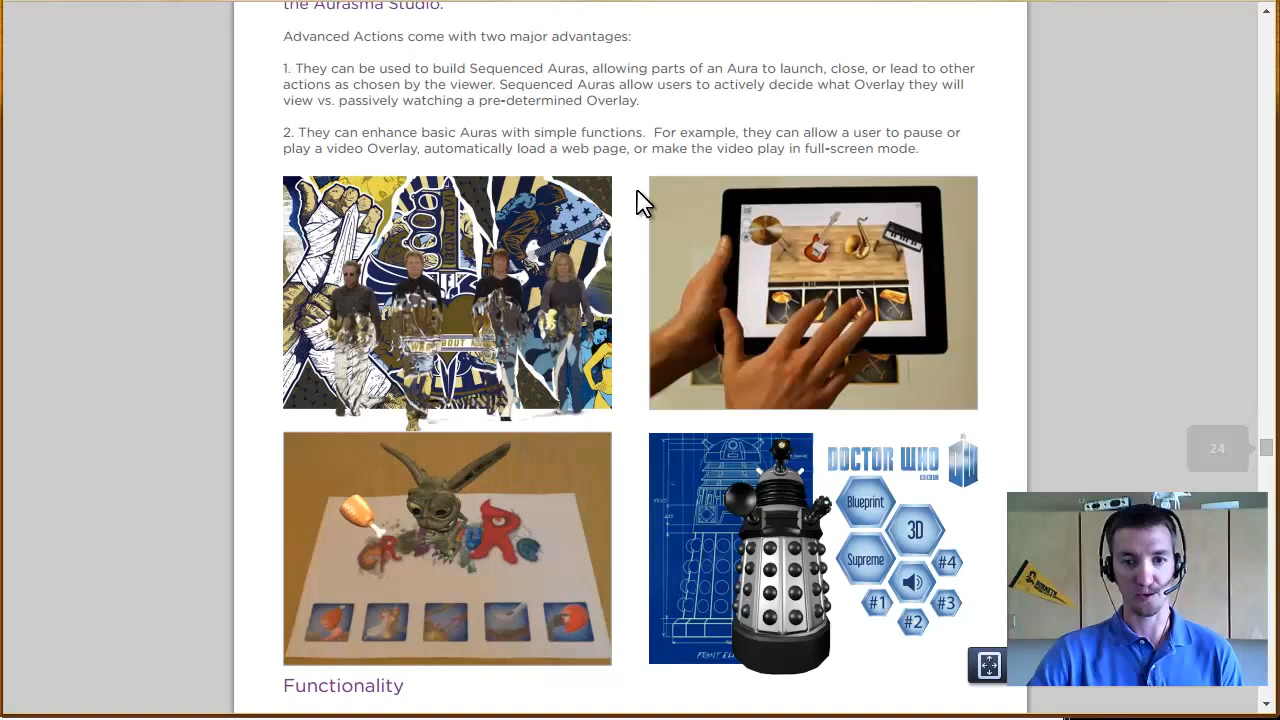 the Aurasma Studio.
Advanced Actions come with two major advantages:
1. They can be used to build Sequenced Auras, allowing parts of an Aura to launch, close, or lead to other
actions as chosen by the viewer. Sequenced Auras allow users to actively decide what Overlay they will
view vs. passively watching a pre-determined Overlay.
2. They can enhance basic Auras with simple functions. For example, they can allow a user to pause or
play a video Overlay, automatically load a web page, or make the video play in full-screen mode.
BON JOVI
DOCTOR WHO
BBC
Blueprint
3D
Supreme
#4
#1
#3
#2
24
HORNETS
Functionality